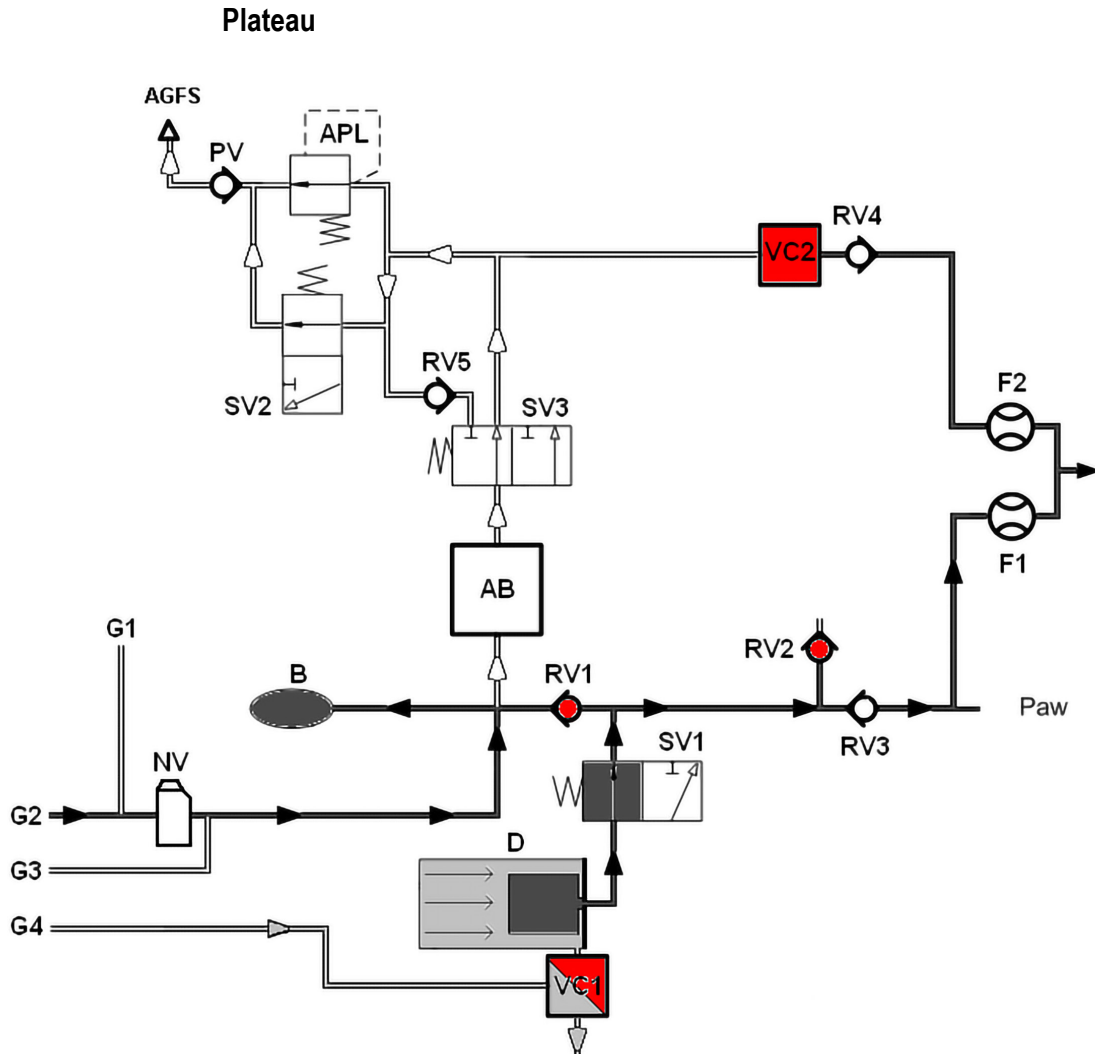 Plateau
AGFS
APL
PV
RV4
VC2
RV5
F2
SV2
SV3
F1
AB
G1
RV2
B
RV1
Paw
RV3
SV1
NV
G2
D
G3
G4
VC1